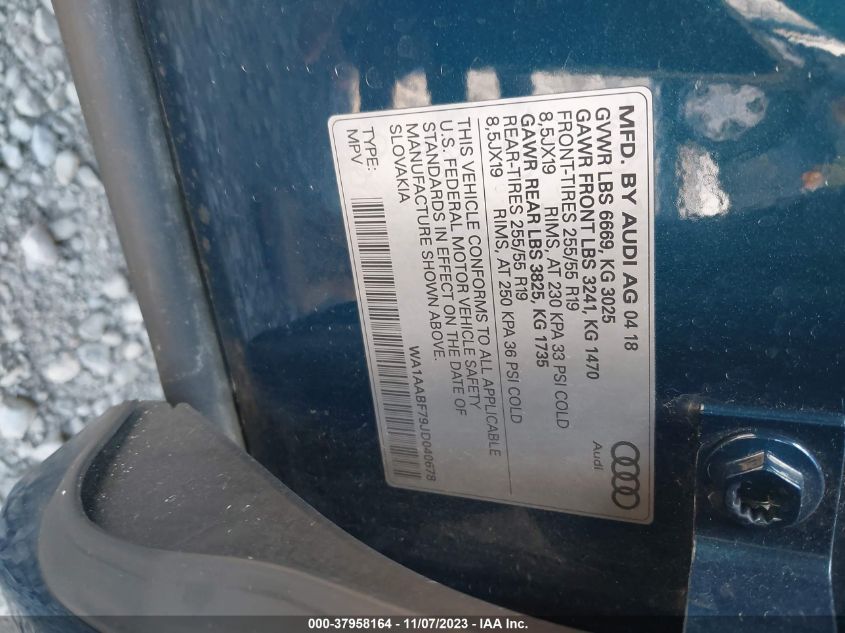 MFD. BY AUDI AG 04 18
GVWR LBS 6669, KG 3025
GAWR FRONT LBS 3241, KG 1470
FRONT-TIRES 255/55 R19
8,5JX19 RIMS, AT 230 KPA 33 PSI COLD
GAWR REAR LBS 3825, KG 1735
REAR-TIRES 255/55 R19
8,5JX19 RIMS, AT 250 KPA 36 PSI COLD
THIS VEHICLE CONFORMS TO ALL APPLICABLE
U.S. FEDERAL MOTOR VEHICLE SAFETY
STANDARDS IN EFFECT ON THE DATE OF
MANUFACTURE SHOWN ABOVE.
SLOVAKIA WA1AABF79JD040678
TYPE:
MPV
Audi
000-37958164 — 11/07/2023 — IAA Inc.